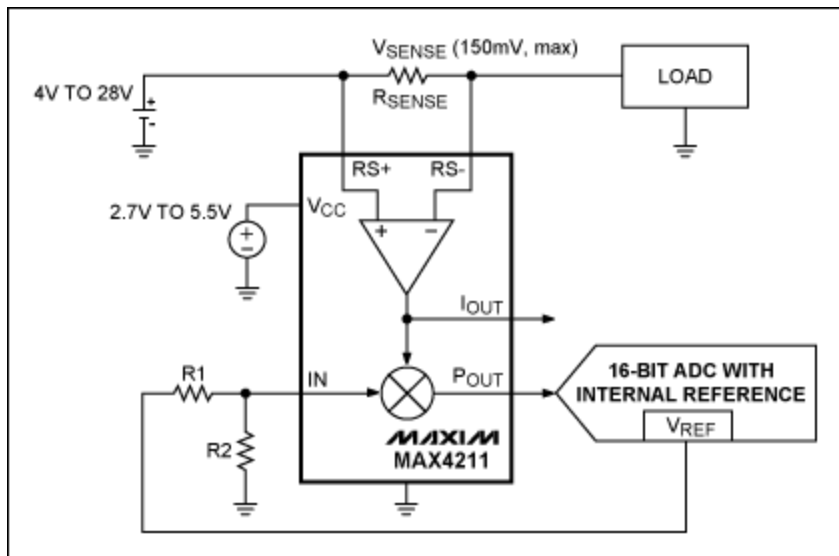 VSENSE (150mV, max)
RSENSE
LOAD
4V TO 28V
+
-
RS+
RS-
2.7V TO 5.5V
VCC
+
−
+
−
IOUT
R1
IN
POUT
16-BIT ADC WITH
INTERNAL REFERENCE
VREF
R2
MAXIM
MAX4211